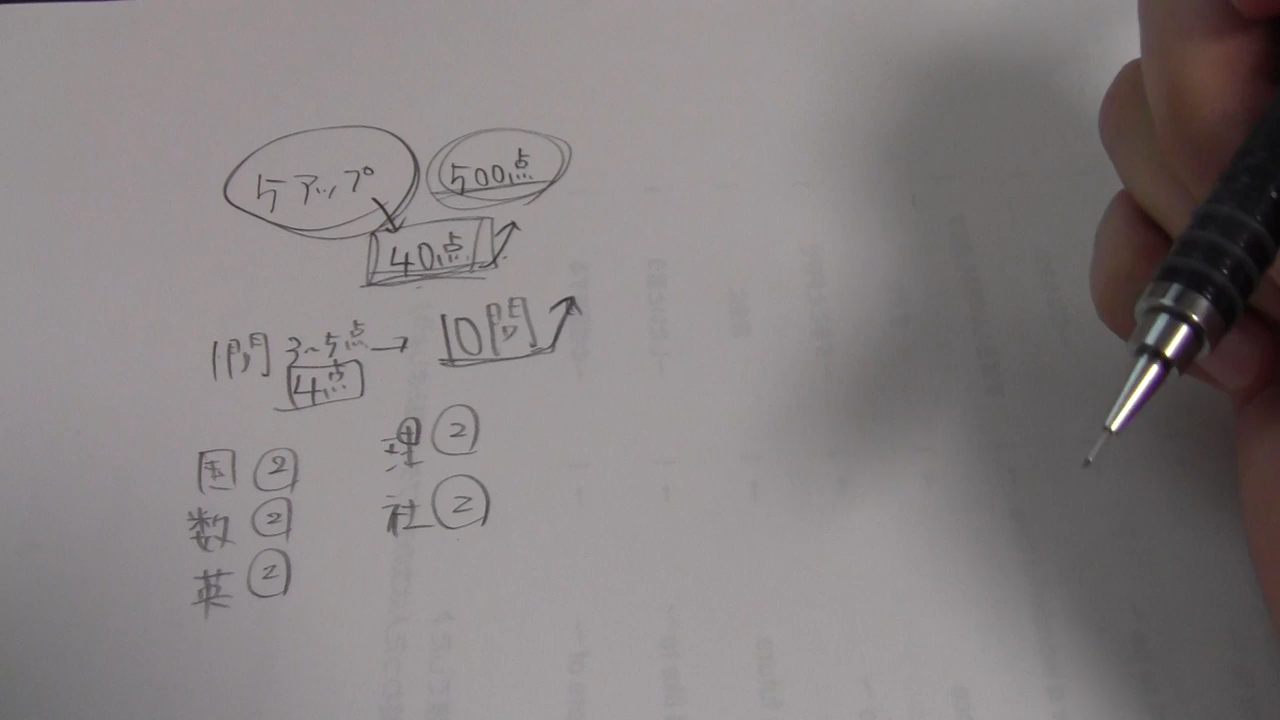 5アップ 500点
40点
1問 3~5点→ 10問
4点
国②
数②
英②
理②
社②